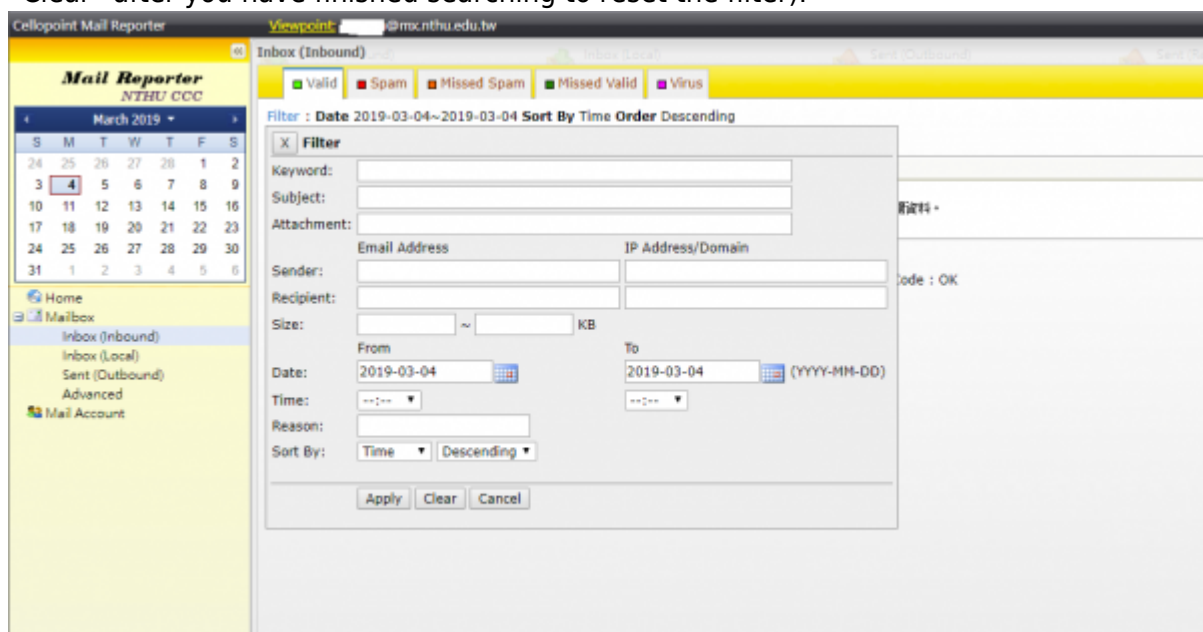 "Clear" after you have finished searching to reset the filter).
Cellopoint Mail Reporter
Viewpoint: @mx.nthu.edu.tw
Inbox (Inbound)
Inbox (Local)
Sent (Outbound)
Mail Reporter
NTHU CCC
Valid Spam Missed Spam Missed Valid Virus
March 2019
S M T W T F S
24 25 26 27 28 1 2
3 4 5 6 7 8 9
10 11 12 13 14 15 16
17 18 19 20 21 22 23
24 25 26 27 28 29 30
31 1 2 3 4 5 6
Home
Mailbox
Inbox (Inbound)
Inbox (Local)
Sent (Outbound)
Advanced
Mail Account
Filter : Date 2019-03-04~2019-03-04 Sort By Time Order Descending
X Filter
Keyword:
Subject:
Attachment:
Email Address IP Address/Domain
Sender:
Recipient:
Size: ~ KB
From To
Date: 2019-03-04 2019-03-04 (YYYY-MM-DD)
Time: --:-- --:--
Reason:
Sort By: Time Descending
Apply Clear Cancel
資料。
Code : OK